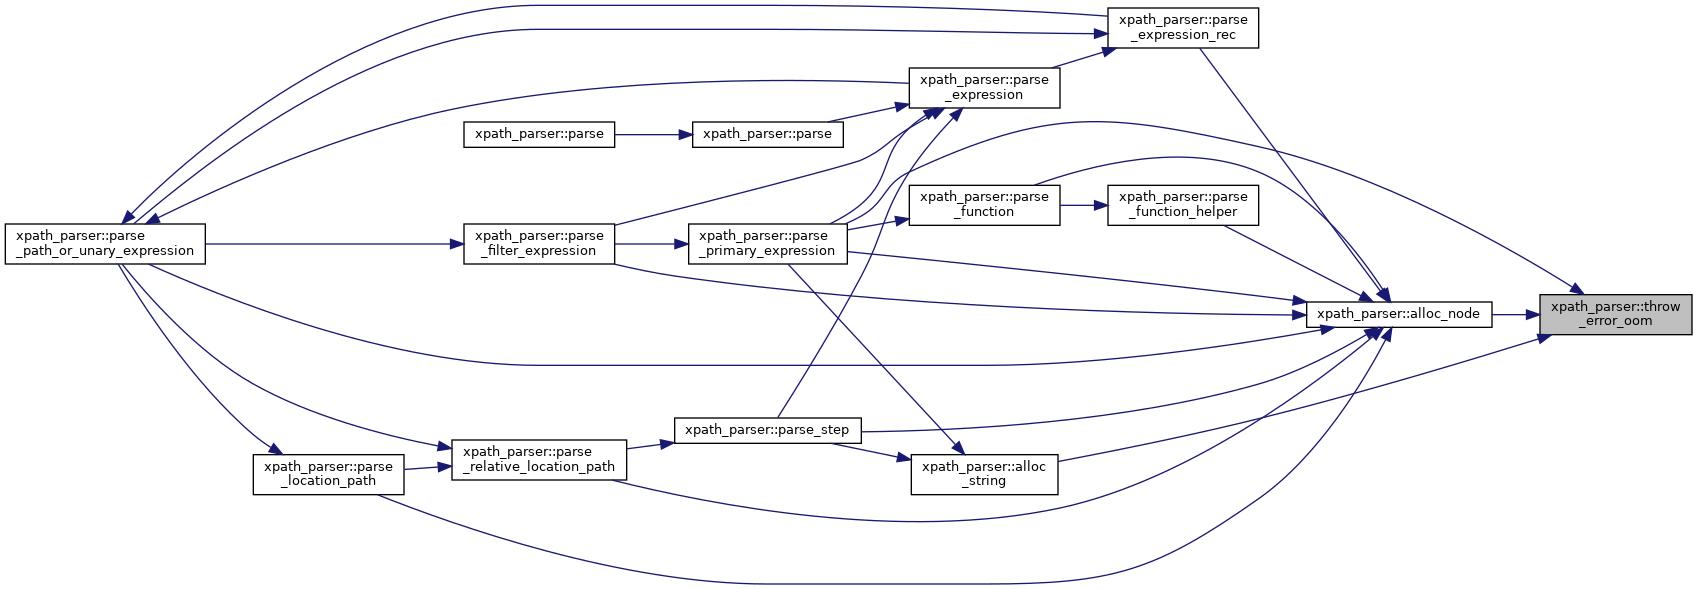 xpath_parser::parse
_expression_rec
xpath_parser::parse
_expression
xpath_parser::parse
xpath_parser::parse
xpath_parser::parse
_function
xpath_parser::parse
_function_helper
xpath_parser::parse
_path_or_unary_expression
xpath_parser::parse
_filter_expression
xpath_parser::parse
_primary_expression
xpath_parser::alloc_node
xpath_parser::throw
_error_oom
xpath_parser::parse_step
xpath_parser::parse
_relative_location_path
xpath_parser::parse
_location_path
xpath_parser::alloc
_string